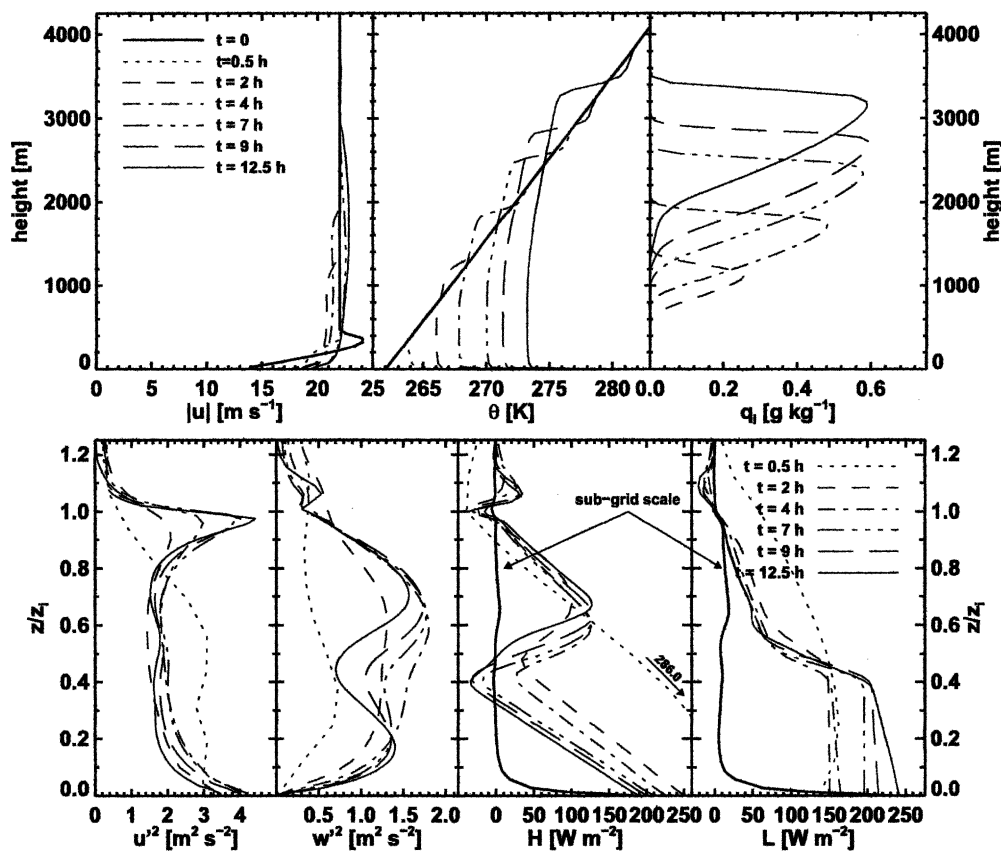 4000
3000
2000
1000
0
height [m]
t = 0
t=0.5 h
t = 2 h
t = 4 h
t = 7 h
t = 9 h
t = 12.5 h
4000
3000
2000
1000
0
height [m]
0 5 10 15 20 25
265 270 275 280
0.0 0.2 0.4 0.6
|u| [m s⁻¹]
θ [K]
qₗ [g kg⁻¹]
1.2
1.0
0.8
0.6
0.4
0.2
0.0
z/zᵢ
sub-grid scale
286.0
t = 0.5 h
t = 2 h
t = 4 h
t = 7 h
t = 9 h
t = 12.5 h
1.2
1.0
0.8
0.6
0.4
0.2
0.0
z/zᵢ
0 1 2 3 4
0.5 1.0 1.5 2.0
0 50 100 150 200 250
0 50 100 150 200 250
u'² [m² s⁻²]
w'² [m² s⁻²]
H [W m⁻²]
L [W m⁻²]